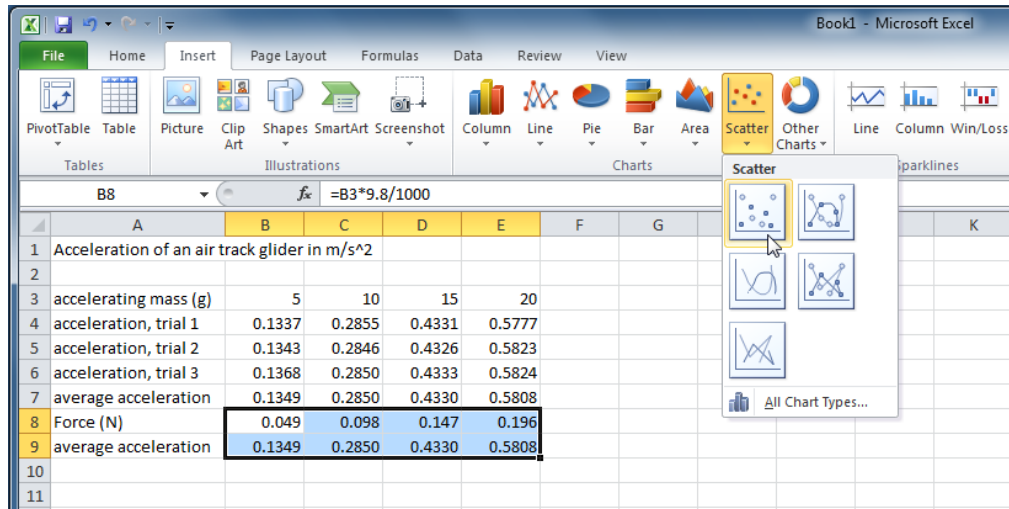 Book1 - Microsoft Excel
File Home Insert Page Layout Formulas Data Review View
PivotTable Table Picture Clip Art Shapes SmartArt Screenshot Column Line Pie Bar Area Scatter Other Charts Line Column Win/Loss
Tables Illustrations Charts Sparklines
Scatter
All Chart Types...
B8 fx =B3*9.8/1000
A B C D E F G K
1 Acceleration of an air track glider in m/s^2
2
3 accelerating mass (g) 5 10 15 20
4 acceleration, trial 1 0.1337 0.2855 0.4331 0.5777
5 acceleration, trial 2 0.1343 0.2846 0.4326 0.5823
6 acceleration, trial 3 0.1368 0.2850 0.4333 0.5824
7 average acceleration 0.1349 0.2850 0.4330 0.5808
8 Force (N) 0.049 0.098 0.147 0.196
9 average acceleration 0.1349 0.2850 0.4330 0.5808
10
11